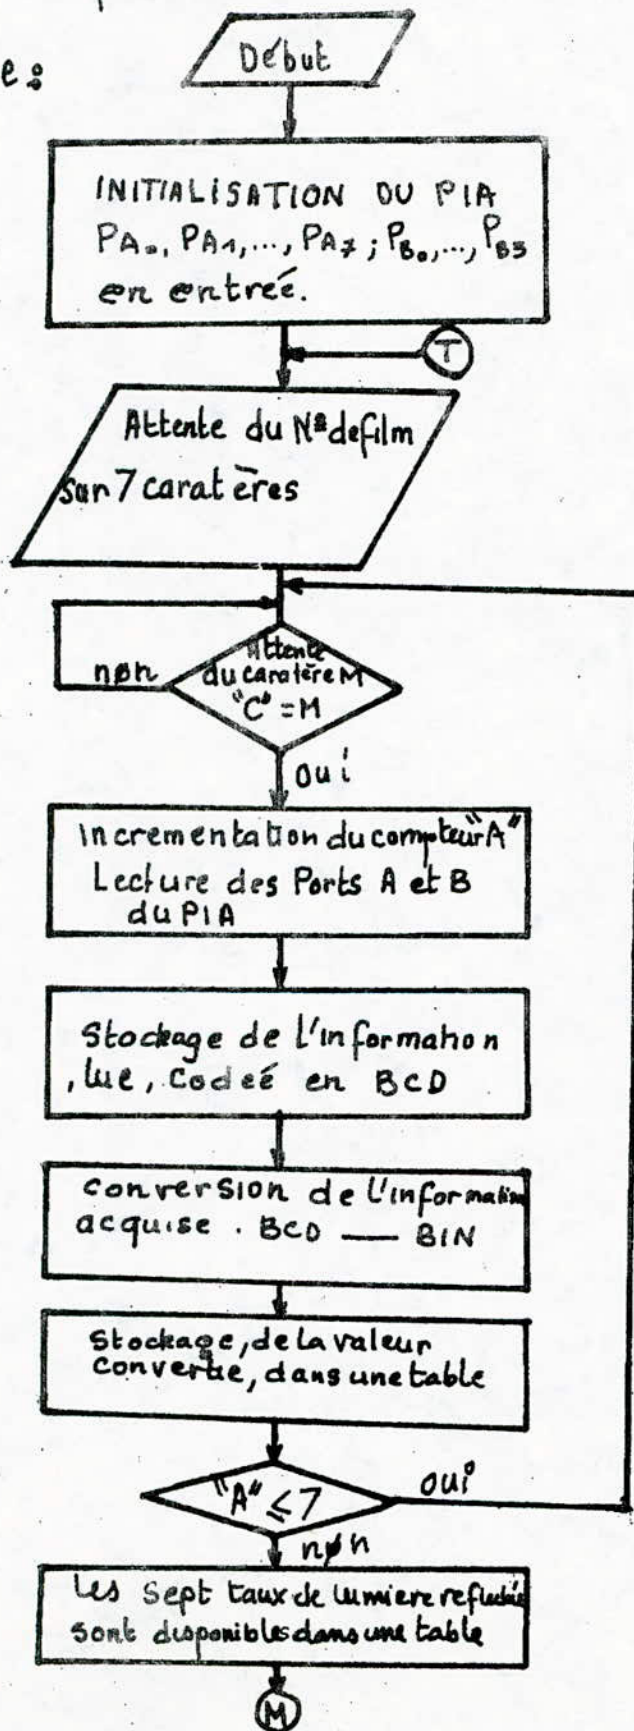 e :
Début
INITIALISATION DU PIA
PA₀, PA₁, ..., PA₇ ; PB₀, ..., PB3
en entreé.
T
Attente du Nº de film
sur 7 caratères
Attente
du caratère M
"C" = M
non
oui
incrementation du compteur "A"
Lecture des Ports A et B
du PIA
Stockage de l'information
, lue, Codeé en BCD
conversion de l'information
acquise . BCD — BIN
Stockage, de la valeur
convertie, dans une table
"A" ≤ 7
oui
non
les sept taux de lumiere
sont disponibles dans une table
M